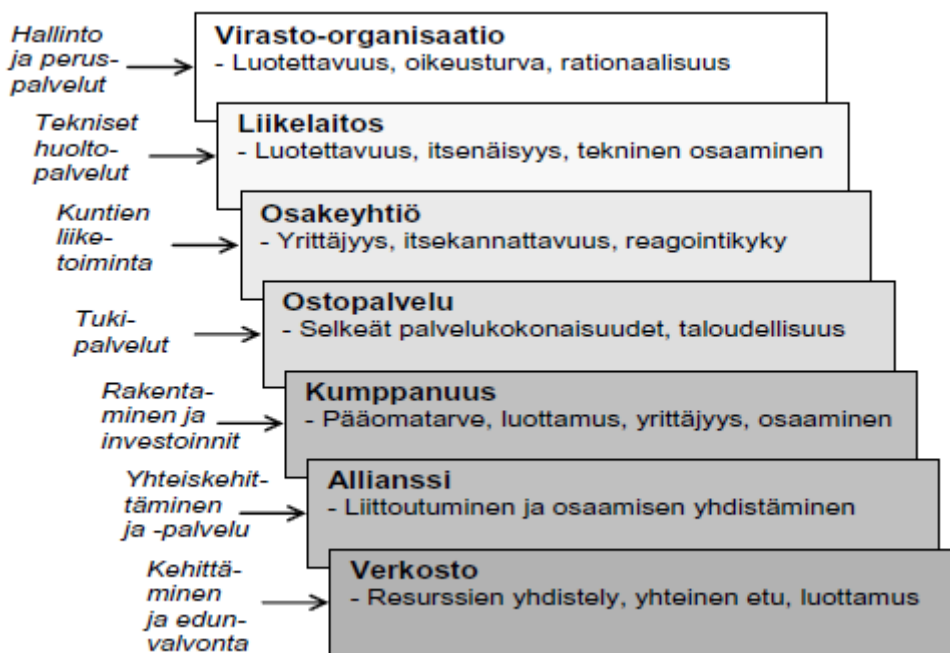 Hallinto
ja perus-
palvelut
Virasto-organisaatio
- Luotettavuus, oikeusturva, rationaalisuus
Tekniset
huolto-
palvelut
Liikelaitos
- Luotettavuus, itsenäisyys, tekninen osaaminen
Kuntien
liike-
toiminta
Osakeyhtiö
- Yrittäjyys, itsekannattavuus, reagointikyky
Tuki-
palvelut
Ostopalvelu
- Selkeät palvelukokonaisuudet, taloudellisuus
Rakenta-
minen ja
investoinnit
Kumppanuus
- Pääomatarve, luottamus, yrittäjyys, osaaminen
Yhteiskehit-
täminen
ja -palvelu
Allianssi
- Liittoutuminen ja osaamisen yhdistäminen
Kehittä-
minen
ja edun-
valvonta
Verkosto
- Resurssien yhdistely, yhteinen etu, luottamus